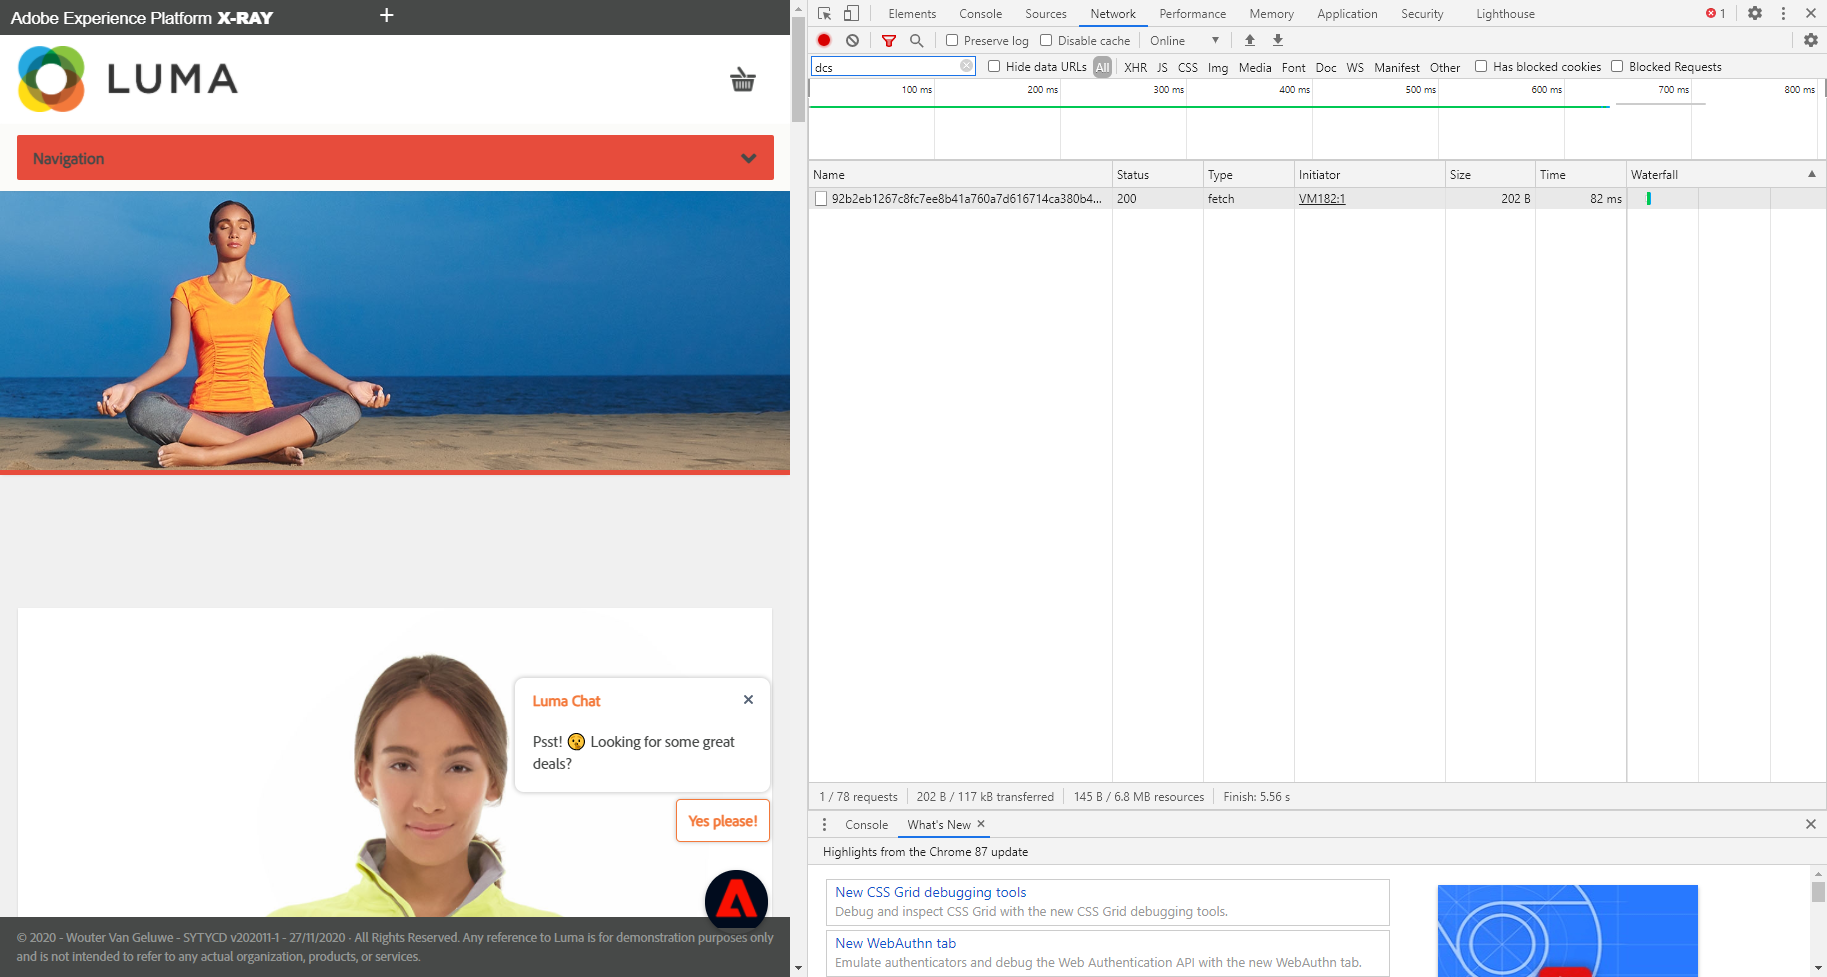 Adobe Experience Platform X-RAY
LUMA
Navigation
Luma Chat
Psst! 😗 Looking for some great
deals?
Yes please!
© 2020 - Wouter Van Geluwe - SYTYCD v202011-1 - 27/11/2020 · All Rights Reserved. Any reference to Luma is for demonstration purposes only
and is not intended to refer to any actual organization, products, or services.
Elements Console Sources Network Performance Memory Application Security Lighthouse 1
Preserve log Disable cache Online
dcs Hide data URLs All XHR JS CSS Img Media Font Doc WS Manifest Other Has blocked cookies Blocked Requests
100 ms 200 ms 300 ms 400 ms 500 ms 600 ms 700 ms 800 ms
Name Status Type Initiator Size Time Waterfall
92b2eb1267c8fc7ee8b41a760a7d616714ca380b4... 200 fetch VM182:1 202 B 82 ms
1 / 78 requests 202 B / 117 kB transferred 145 B / 6.8 MB resources Finish: 5.56 s
Console What's New
Highlights from the Chrome 87 update
New CSS Grid debugging tools
Debug and inspect CSS Grid with the new CSS Grid debugging tools.
New WebAuthn tab
Emulate authenticators and debug the Web Authentication API with the new WebAuthn tab.